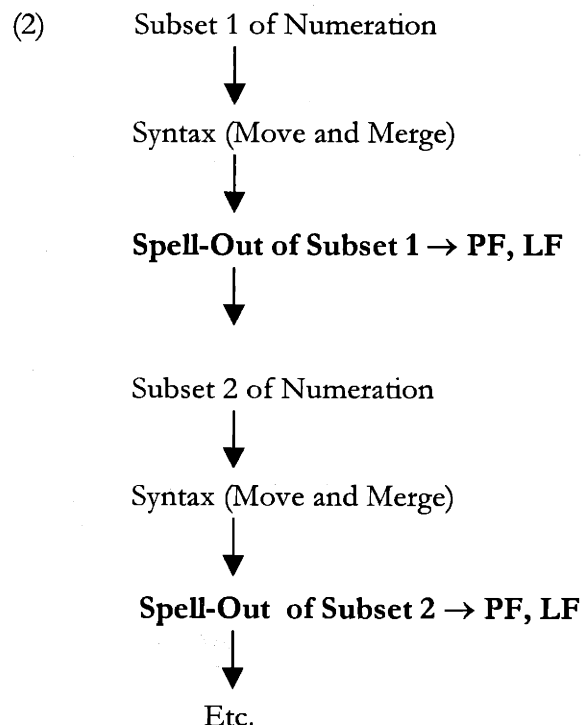 (2) Subset 1 of Numeration
Syntax (Move and Merge)
Spell-Out of Subset 1 → PF, LF
Subset 2 of Numeration
Syntax (Move and Merge)
Spell-Out of Subset 2 → PF, LF
Etc.